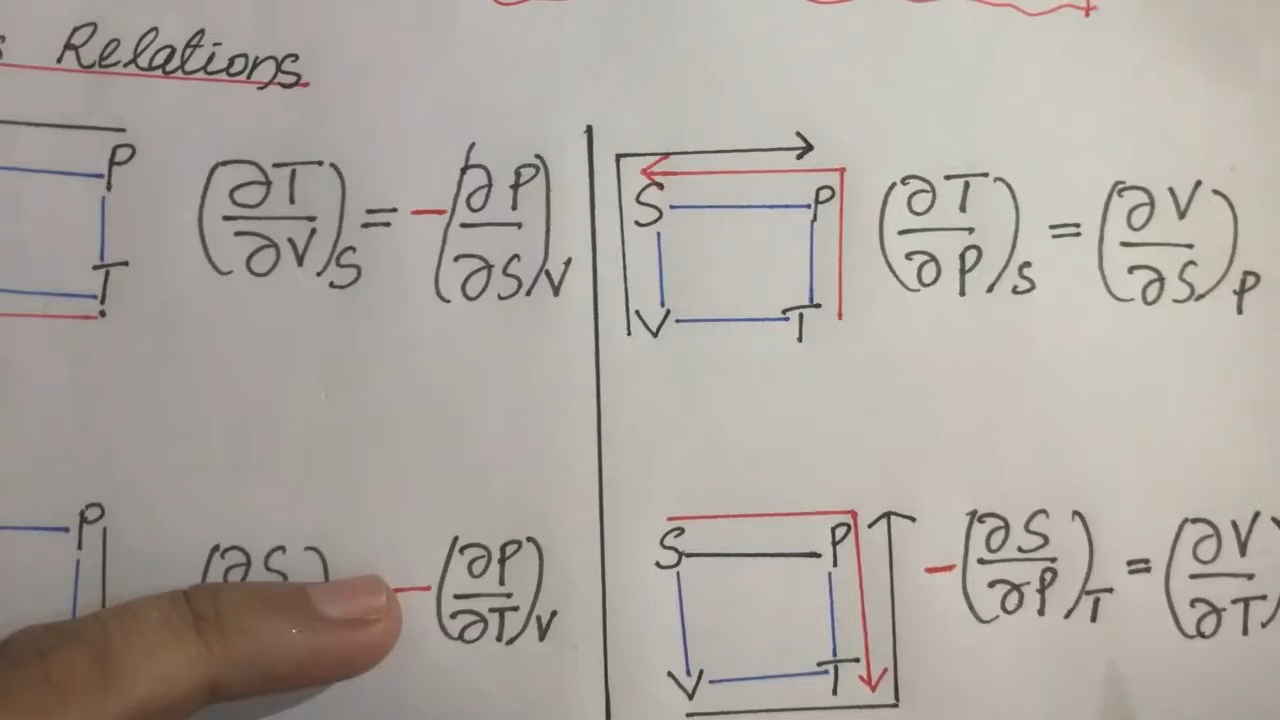 s Relations
P
T
(∂T/∂V)S = -(∂P/∂S)V
S P
V T
(∂T/∂P)S = (∂V/∂S)P
P
(∂S
-(∂P/∂T)V
S P
V T
-(∂S/∂P)T = (∂V/∂T)